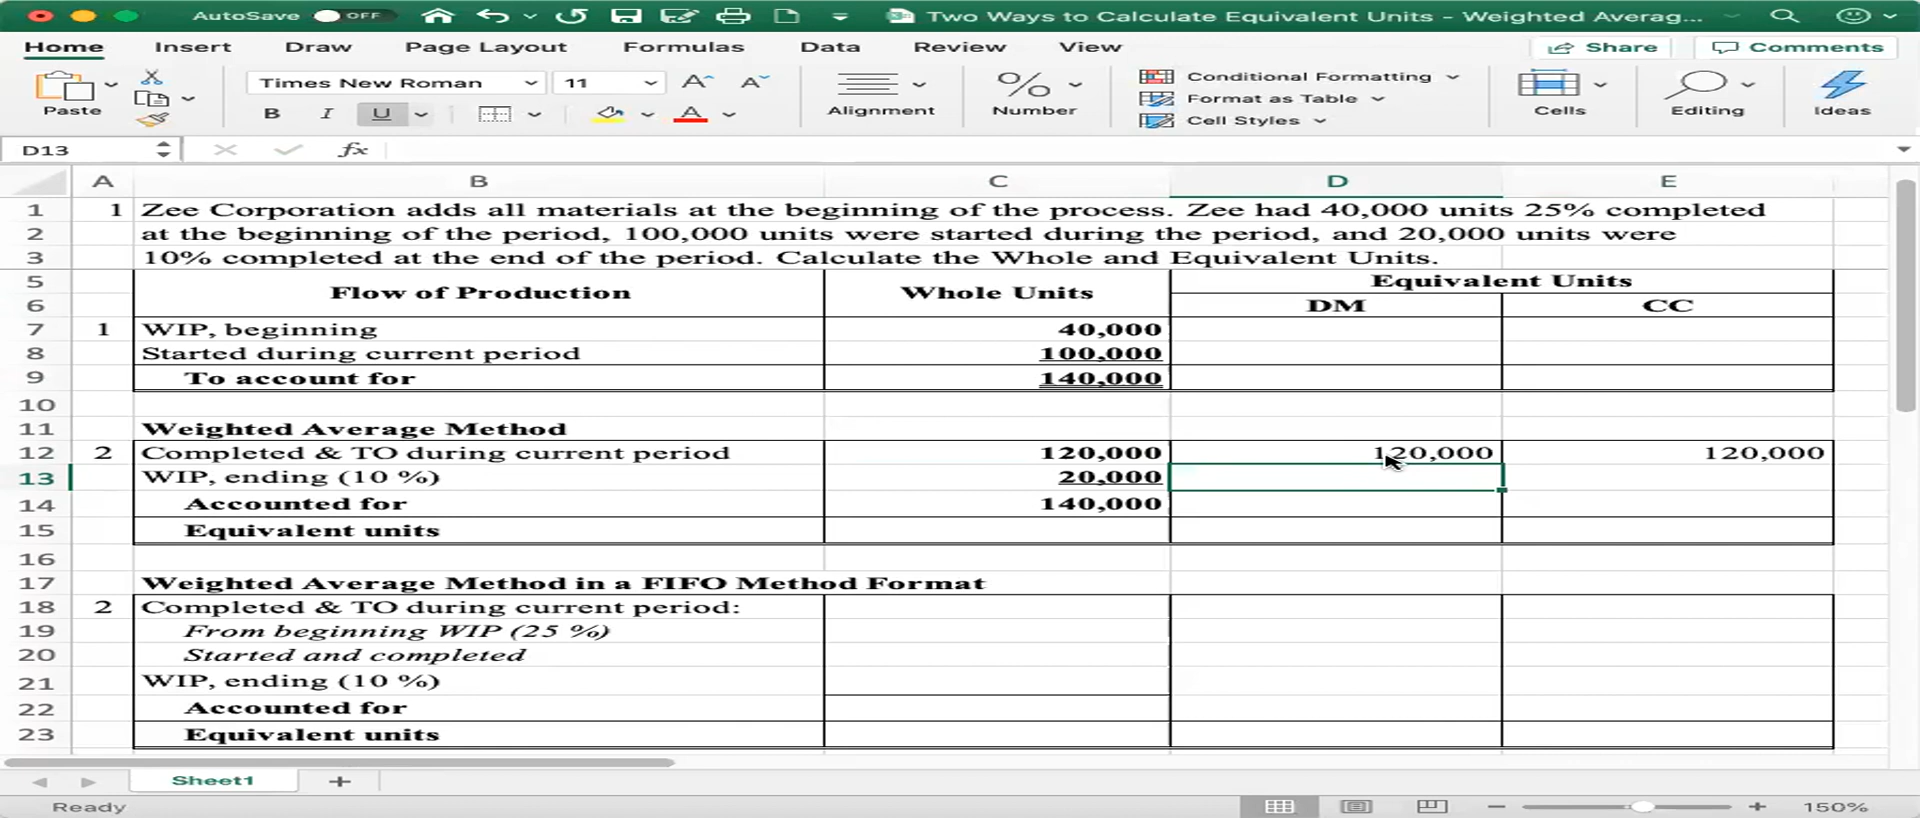 AutoSave OFF Two Ways to Calculate Equivalent Units - Weighted Averag...
Home Insert Draw Page Layout Formulas Data Review View Share Comments
Paste Times New Roman 11 A A Alignment % Number Conditional Formatting Cells Editing Ideas
Format as Table
B I U A Cell Styles
D13 fx
A B C D E
1 1 Zee Corporation adds all materials at the beginning of the process. Zee had 40,000 units 25% completed
2 at the beginning of the period, 100,000 units were started during the period, and 20,000 units were
3 10% completed at the end of the period. Calculate the Whole and Equivalent Units.
5 Flow of Production Whole Units Equivalent Units
6 DM CC
7 1 WIP, beginning 40,000
8 Started during current period 100,000
9 To account for 140,000
10
11 Weighted Average Method
12 2 Completed & TO during current period 120,000 120,000 120,000
13 WIP, ending (10 %) 20,000
14 Accounted for 140,000
15 Equivalent units
16
17 Weighted Average Method in a FIFO Method Format
18 2 Completed & TO during current period:
19 From beginning WIP (25 %)
20 Started and completed
21 WIP, ending (10 %)
22 Accounted for
23 Equivalent units
Sheet1 +
Ready - + 150%